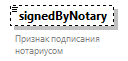 signedByNotary
Признак подписания
нотариусом